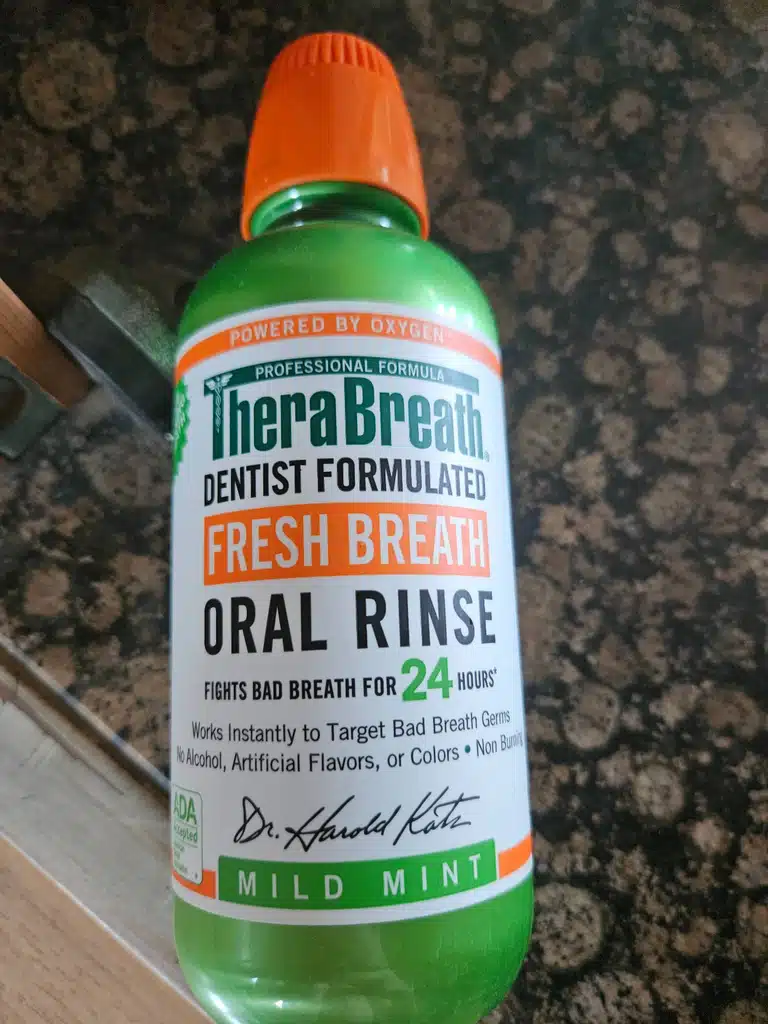 POWERED BY OXYGEN
PROFESSIONAL FORMULA
TheraBreath®
DENTIST FORMULATED
FRESH BREATH
ORAL RINSE
FIGHTS BAD BREATH FOR 24 HOURS*
Works Instantly to Target Bad Breath Germs
No Alcohol, Artificial Flavors, or Colors • Non
Dr. Harold Katz
ADA
Accepted
MILD MINT